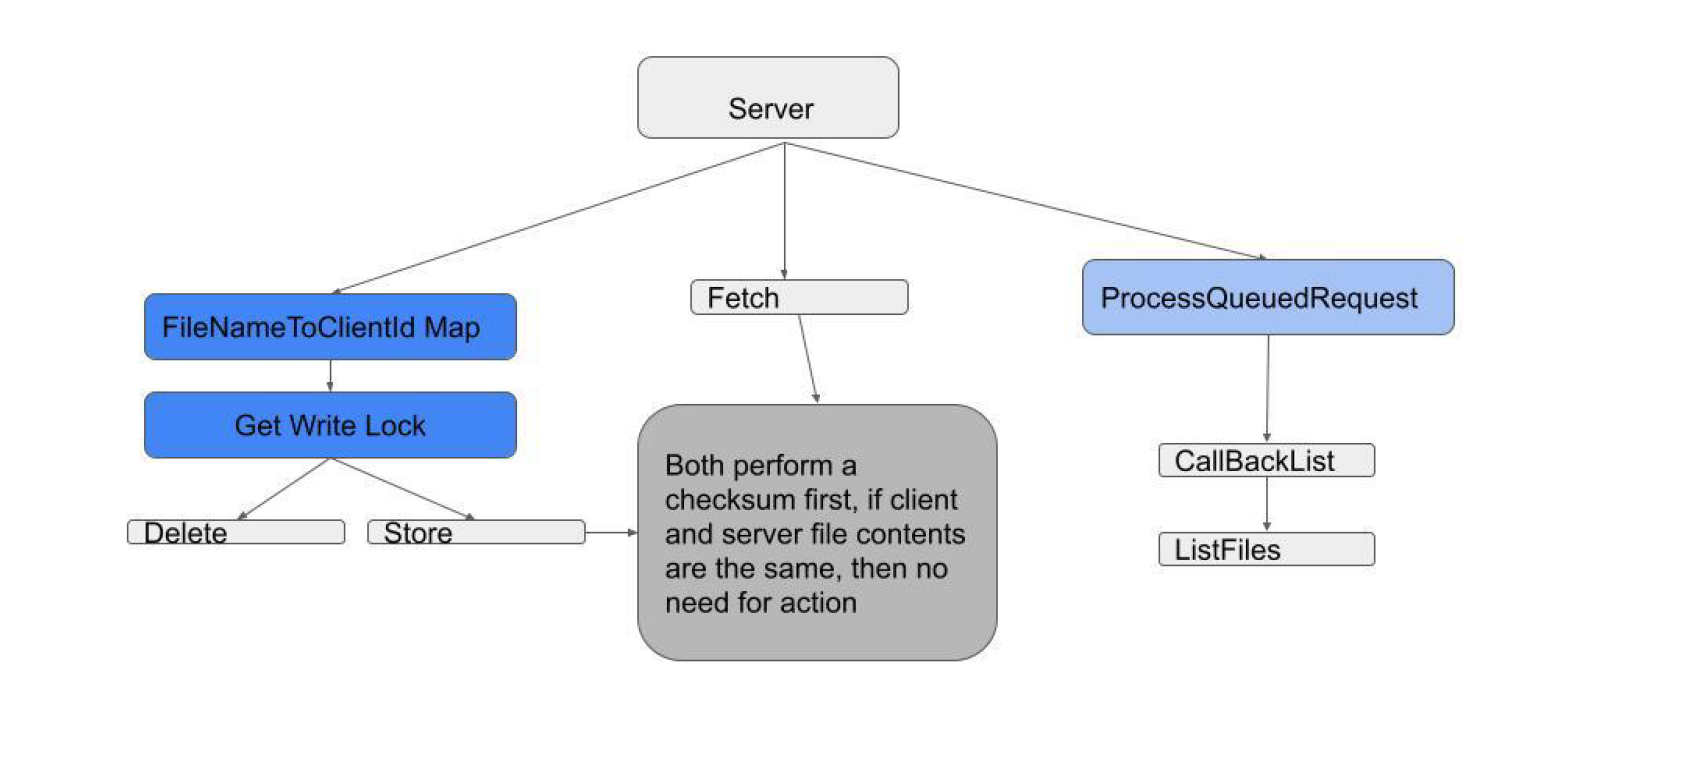 Server
FileNameToClientId Map
Fetch
ProcessQueuedRequest
Get Write Lock
Delete
Store
Both perform a
checksum first, if client
and server file contents
are the same, then no
need for action
CallBackList
ListFiles